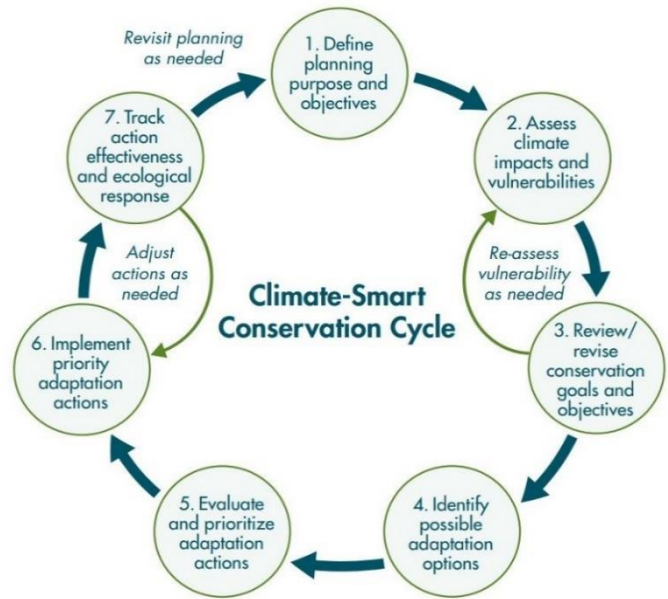 Revisit planning
as needed
1. Define
planning
purpose and
objectives
2. Assess
climate
impacts and
vulnerabilities
Re-assess
vulnerability
as needed
3. Review/
revise
conservation
goals and
objectives
4. Identify
possible
adaptation
options
5. Evaluate
and prioritize
adaptation
actions
6. Implement
priority
adaptation
actions
7. Track
action
effectiveness
and ecological
response
Adjust
actions as
needed
Climate-Smart
Conservation Cycle